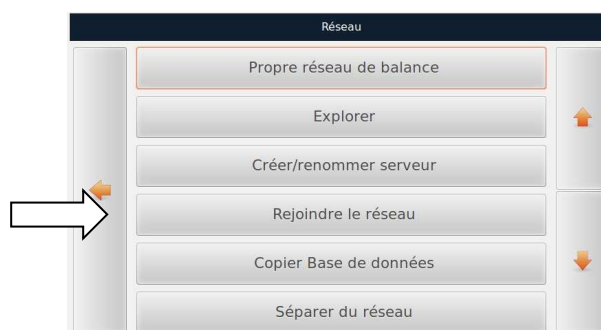 Réseau
Propre réseau de balance
Explorer
Créer/renommer serveur
Rejoindre le réseau
Copier Base de données
Séparer du réseau